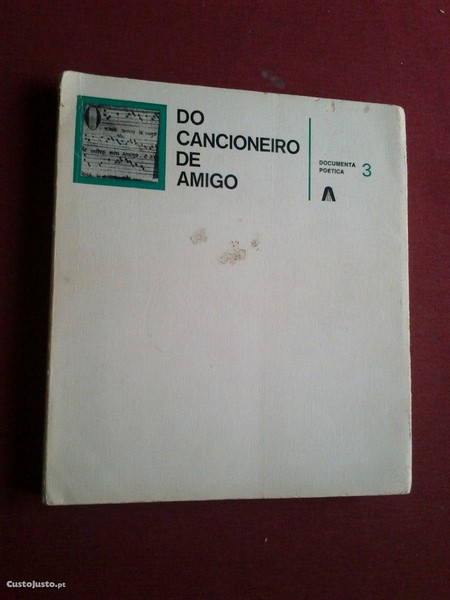 DO
CANCIONEIRO
DE
AMIGO
DOCUMENTA
POETICA 3
O
CustoJusto.pt